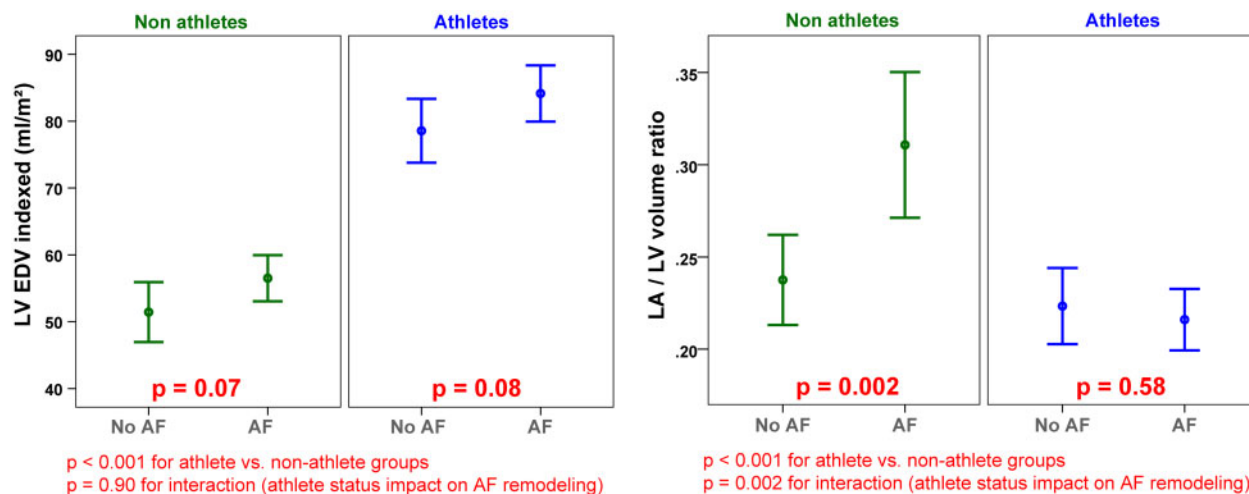 Non athletes
Athletes
LV EDV indexed (ml/m²)
90
80
70
60
50
40
p = 0.07
p = 0.08
No AF
AF
No AF
AF
p < 0.001 for athlete vs. non-athlete groups
p = 0.90 for interaction (athlete status impact on AF remodeling)
Non athletes
Athletes
LA / LV volume ratio
.35
.30
.25
.20
p = 0.002
p = 0.58
No AF
AF
No AF
AF
p < 0.001 for athlete vs. non-athlete groups
p = 0.002 for interaction (athlete status impact on AF remodeling)